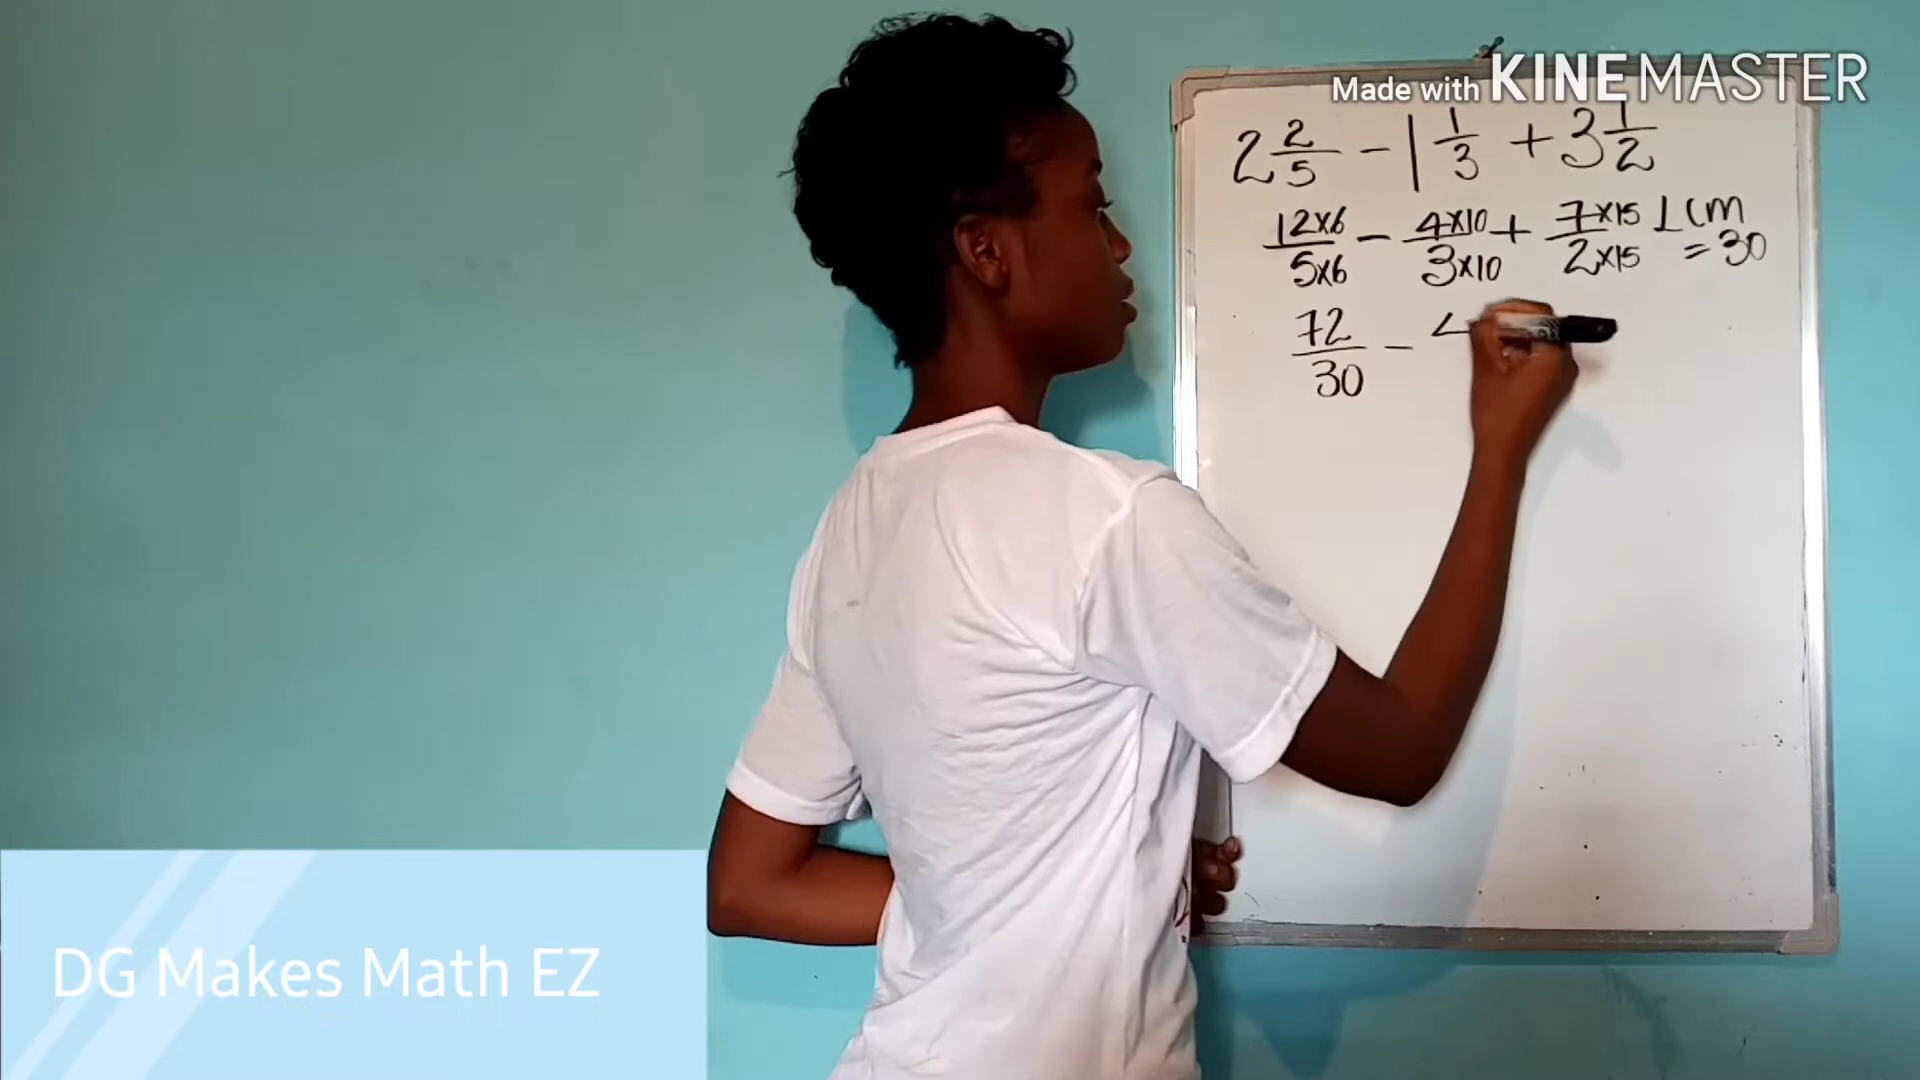 Made with KINEMASTER
2 2/5 - 1 1/3 + 3 1/2
12x6/5x6 - 4x10/3x10 + 7x15/2x15 LCM = 30
72/30 - 4
DG Makes Math EZ